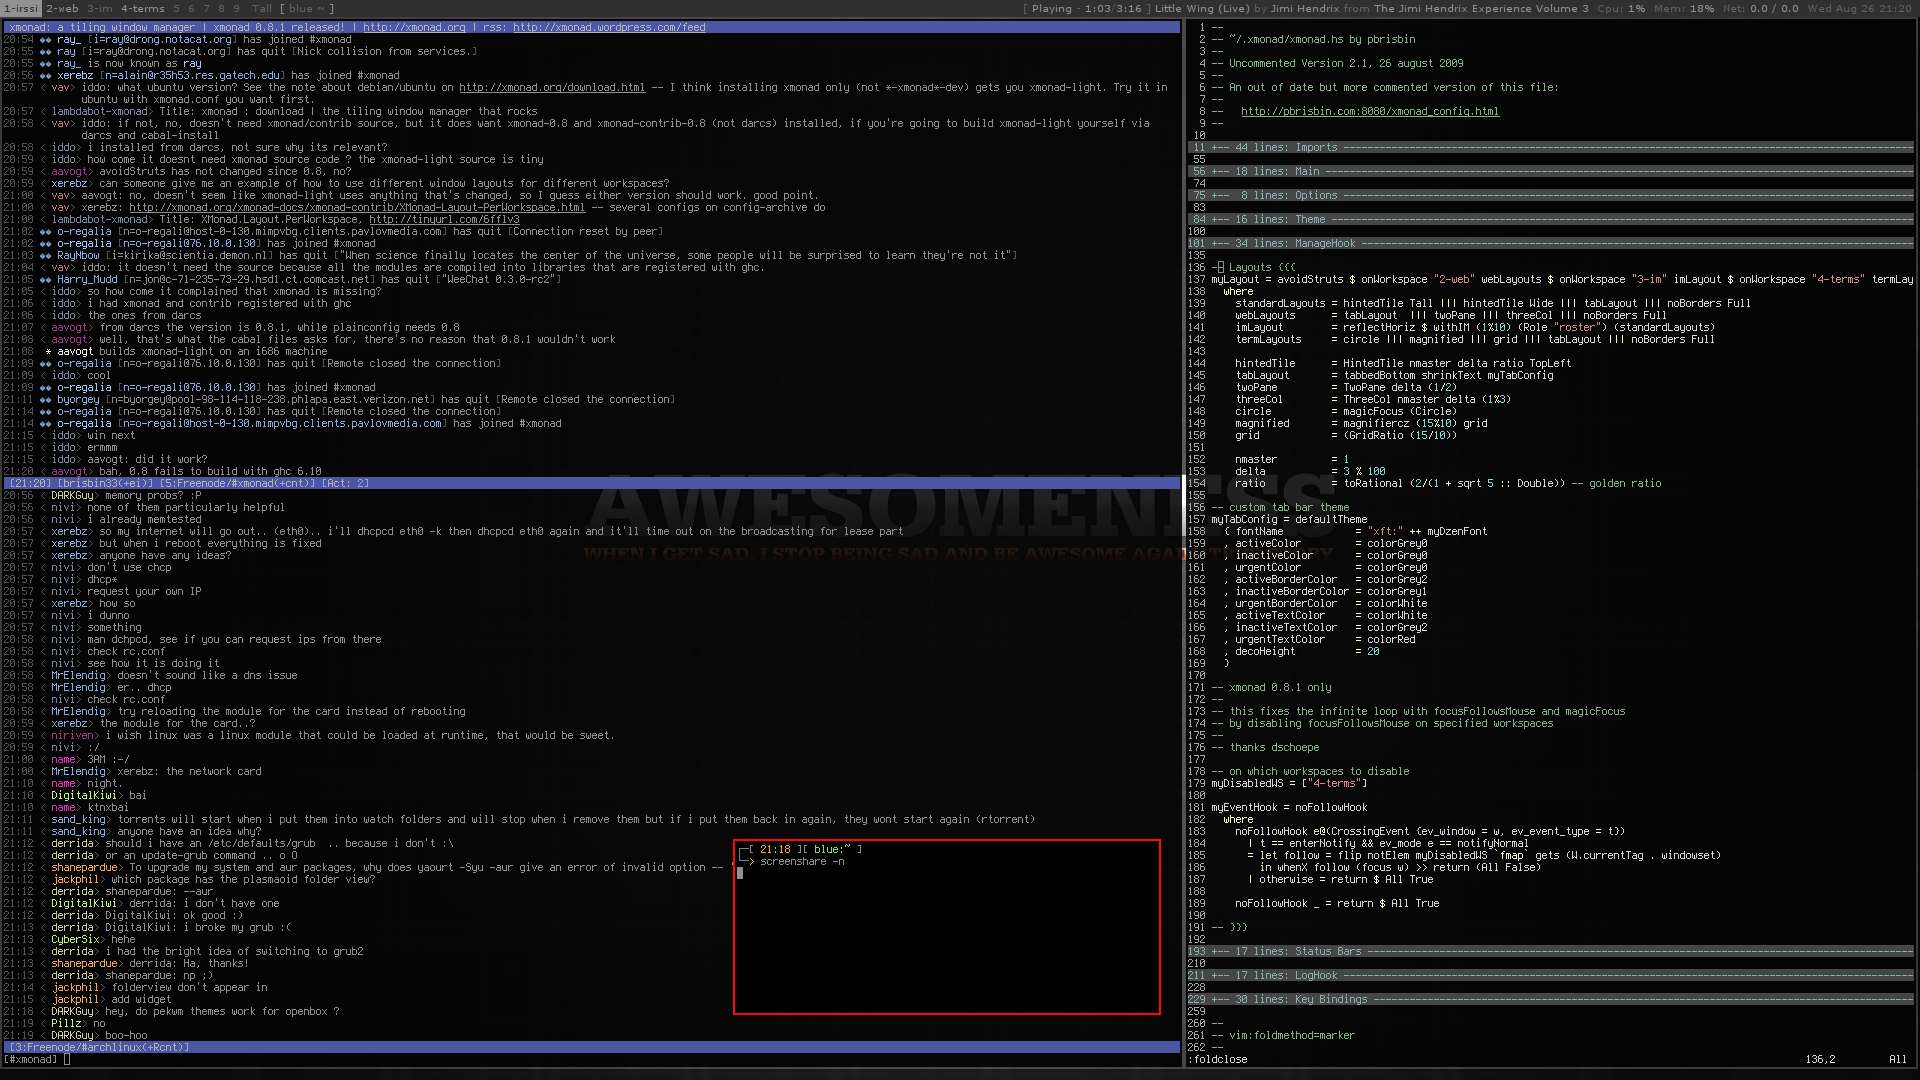 1-irssi 2-web 3-im 4-terms 5 6 7 8 9 Tall [ blue ~ ]
[ Playing - 1:03/3:16 ] Little Wing (Live) by Jimi Hendrix from The Jimi Hendrix Experience Volume 3 Cpu: 1% Mem: 18% Net: 0.0 / 0.0 Wed Aug 26 21:20
xmonad: a tiling window manager | xmonad 0.8.1 released! | http://xmonad.org | rss: http://xmonad.wordpress.com/feed
20:54 ◆◆ ray_ [i=ray@drong.notacat.org] has joined #xmonad
20:55 ◆◆ ray [i=ray@drong.notacat.org] has quit [Nick collision from services.]
20:55 ◆◆ ray_ is now known as ray
20:56 ◆◆ xerebz [n=alain@r35h53.res.gatech.edu] has joined #xmonad
20:57 < vav> iddo: what ubuntu version? See the note about debian/ubuntu on http://xmonad.org/download.html -- I think installing xmonad only (not *-xmonad*-dev) gets you xmonad-light. Try it in
ubuntu with xmonad.conf you want first.
20:57 < lambdabot-xmonad> Title: xmonad : download | the tiling window manager that rocks
20:58 < vav> iddo: if not, no, doesn't need xmonad/contrib source, but it does want xmonad-0.8 and xmonad-contrib-0.8 (not darcs) installed, if you're going to build xmonad-light yourself via
darcs and cabal-install
20:58 < iddo> i installed from darcs, not sure why its relevant?
20:59 < iddo> how come it doesnt need xmonad source code ? the xmonad-light source is tiny
20:59 < aavogt> avoidStruts has not changed since 0.8, no?
20:59 < xerebz> can someone give me an example of how to use different window layouts for different workspaces?
21:00 < vav> aavogt: no, doesn't seem like xmonad-light uses anything that's changed, so I guess either version should work. good point.
21:00 < vav> xerebz: http://xmonad.org/xmonad-docs/xmonad-contrib/XMonad-Layout-PerWorkspace.html -- several configs on config-archive do
21:00 < lambdabot-xmonad> Title: XMonad.Layout.PerWorkspace, http://tinyurl.com/6fflv3
21:02 ◆◆ o-regalia [n=o-regali@host-0-130.mimpvbg.clients.pavlovmedia.com] has quit [Connection reset by peer]
21:02 ◆◆ o-regalia [n=o-regali@76.10.0.130] has joined #xmonad
21:03 ◆◆ RayNbow [i=kirika@scientia.demon.nl] has quit ["When science finally locates the center of the universe, some people will be surprised to learn they're not it"]
21:04 < vav> iddo: it doesn't need the source because all the modules are compiled into libraries that are registered with ghc.
21:04 ◆◆ Harry_Mudd [n=jon@c-71-235-73-29.hsd1.ct.comcast.net] has quit ["WeeChat 0.3.0-rc2"]
21:05 < iddo> so how come it complained that xmonad is missing?
21:06 < iddo> i had xmonad and contrib registered with ghc
21:06 < iddo> the ones from darcs
21:07 < aavogt> from darcs the version is 0.8.1, while plainconfig needs 0.8
21:08 < aavogt> well, that's what the cabal files asks for, there's no reason that 0.8.1 wouldn't work
21:08 * aavogt builds xmonad-light on an i686 machine
21:09 ◆◆ o-regalia [n=o-regali@76.10.0.130] has quit [Remote closed the connection]
21:09 < iddo> cool
21:09 ◆◆ o-regalia [n=o-regali@76.10.0.130] has joined #xmonad
21:11 ◆◆ byorgey [n=byorgey@pool-98-114-118-238.phlapa.east.verizon.net] has quit [Remote closed the connection]
21:14 ◆◆ o-regalia [n=o-regali@76.10.0.130] has quit [Remote closed the connection]
21:14 ◆◆ o-regalia [n=o-regali@host-0-130.mimpvbg.clients.pavlovmedia.com] has joined #xmonad
21:15 < iddo> win next
21:15 < iddo> ermmm
21:15 < iddo> aavogt: did it work?
21:20 < aavogt> bah, 0.8 fails to build with ghc 6.10
[21:20] [brisbin33(+ei)] [5:Freenode/#xmonad(+cnt)] [Act: 2]
20:56 < DARKGuy> memory probs? :P
20:56 < nivi> none of them particularly helpful
20:56 < nivi> i already memtested
20:57 < xerebz> so my internet will go out.. (eth0).. i'll dhcpcd eth0 -k then dhcpcd eth0 again and it'll time out on the broadcasting for lease part
20:57 < xerebz> but when i reboot everything is fixed
20:57 < xerebz> anyone have any ideas?
20:57 < nivi> don't use chcp
20:57 < nivi> dhcp*
20:57 < nivi> request your own IP
20:57 < xerebz> how so
20:57 < nivi> i dunno
20:57 < nivi> something
20:58 < nivi> man dchpcd, see if you can request ips from there
20:58 < nivi> check rc.conf
20:58 < nivi> see how it is doing it
20:58 < MrElendig> doesn't sound like a dns issue
20:58 < MrElendig> er.. dhcp
20:58 < nivi> check rc.conf
20:58 < MrElendig> try reloading the module for the card instead of rebooting
20:59 < xerebz> the module for the card..?
20:59 < niriven> i wish linux was a linux module that could be loaded at runtime, that would be sweet.
20:59 < nivi> :/
21:00 < name> 3AM :-/
21:00 < MrElendig> xerebz: the network card
21:10 < name> night.
21:10 < DigitalKiwi> bai
21:10 < name> ktnxbai
21:11 < sand_king> torrents will start when i put them into watch folders and will stop when i remove them but if i put them back in again, they wont start again (rtorrent)
21:11 < sand_king> anyone have an idea why?
21:12 < derrida> should i have an /etc/defaults/grub .. because i don't :\
21:12 < derrida> or an update-grub command .. o O
21:12 < shanepardue> To upgrade my system and aur packages, why does yaourt -Syu -aur give an error of invalid option --
21:12 < jackphil> which package has the plasmaoid folder view?
21:12 < derrida> shanepardue: --aur
21:12 < DigitalKiwi> derrida: i don't have one
21:12 < derrida> DigitalKiwi: ok good :)
21:13 < derrida> DigitalKiwi: i broke my grub :(
21:13 < CyberSix> hehe
21:13 < derrida> i had the bright idea of switching to grub2
21:13 < shanepardue> derrida: Ha, thanks!
21:13 < derrida> shanepardue: np ;)
21:14 < jackphil> folderview don't appear in
21:15 < jackphil> add widget
21:18 < DARKGuy> hey, do pekwm themes work for openbox ?
21:19 < Pillz> no
21:19 < DARKGuy> boo-hoo
[3:Freenode/#archlinux(+Rcnt)]
[#xmonad]
┌─[ 21:18 ][ blue:~ ]
└─> screenshare -n
AWESOMENESS
WHEN I GET SAD, I STOP BEING SAD AND BE AWESOME AGAIN
1 --
2 -- ~/.xmonad/xmonad.hs by pbrisbin
3 --
4 -- Uncommented Version 2.1, 26 august 2009
5 --
6 -- An out of date but more commented version of this file:
7 --
8 -- http://pbrisbin.com:8080/xmonad_config.html
9 --
10
11 +-- 44 lines: Imports
55
56 +-- 18 lines: Main
74
75 +-- 8 lines: Options
83
84 +-- 16 lines: Theme
100
101 +-- 34 lines: ManageHook
135
136 -- Layouts {{{
137 myLayout = avoidStruts $ onWorkspace "2-web" webLayouts $ onWorkspace "3-im" imLayout $ onWorkspace "4-terms" termLay
138 where
139 standardLayouts = hintedTile Tall ||| hintedTile Wide ||| tabLayout ||| noBorders Full
140 webLayouts = tabLayout ||| twoPane ||| threeCol ||| noBorders Full
141 imLayout = reflectHoriz $ withIM (1%10) (Role "roster") (standardLayouts)
142 termLayouts = circle ||| magnified ||| grid ||| tabLayout ||| noBorders Full
143
144 hintedTile = HintedTile nmaster delta ratio TopLeft
145 tabLayout = tabbedBottom shrinkText myTabConfig
146 twoPane = TwoPane delta (1/2)
147 threeCol = ThreeCol nmaster delta (1%3)
148 circle = magicFocus (Circle)
149 magnified = magnifiercz (15%10) grid
150 grid = (GridRatio (15/10))
151
152 nmaster = 1
153 delta = 3 % 100
154 ratio = toRational (2/(1 + sqrt 5 :: Double)) -- golden ratio
155
156 -- custom tab bar theme
157 myTabConfig = defaultTheme
158 { fontName = "xft:" ++ myDzenFont
159 , activeColor = colorGrey0
160 , inactiveColor = colorGrey0
161 , urgentColor = colorGrey0
162 , activeBorderColor = colorGrey2
163 , inactiveBorderColor = colorGrey1
164 , urgentBorderColor = colorWhite
165 , activeTextColor = colorWhite
166 , inactiveTextColor = colorGrey2
167 , urgentTextColor = colorRed
168 , decoHeight = 20
169 }
170
171 -- xmonad 0.8.1 only
172 --
173 -- this fixes the infinite loop with focusFollowsMouse and magicFocus
174 -- by disabling focusFollowsMouse on specified workspaces
175 --
176 -- thanks dschoepe
177
178 -- on which workspaces to disable
179 myDisabledWS = ["4-terms"]
180
181 myEventHook = noFollowHook
182 where
183 noFollowHook e@(CrossingEvent {ev_window = w, ev_event_type = t})
184 | t == enterNotify && ev_mode e == notifyNormal
185 = let follow = flip notElem myDisabledWS `fmap` gets (W.currentTag . windowset)
186 in whenX follow (focus w) >> return (All False)
187 | otherwise = return $ All True
188
189 noFollowHook _ = return $ All True
190
191 -- }}}
192
193 +-- 17 lines: Status Bars
210
211 +-- 17 lines: LogHook
228
229 +-- 30 lines: Key Bindings
259
260 --
261 -- vim:foldmethod=marker
262 --
:foldclose 136,2 All